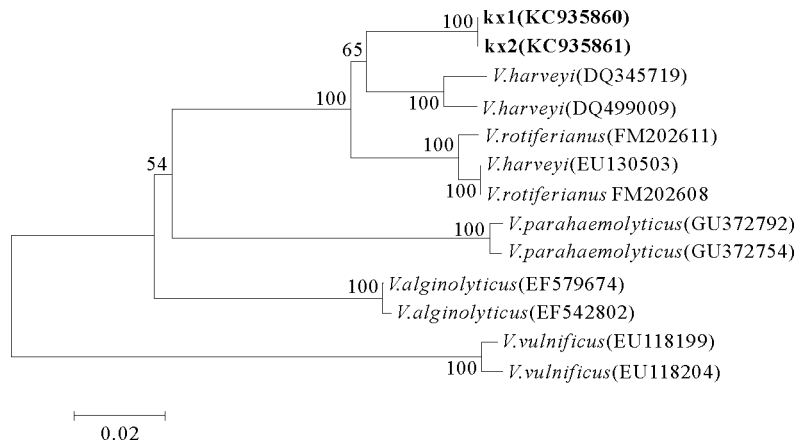 100 kx1(KC935860)
kx2(KC935861)
65
V.harveyi(DQ345719)
100
100
V.harveyi(DQ499009)
V.rotiferianus(FM202611)
100
V.harveyi(EU130503)
100
V.rotiferianus FM202608
54
V.parahaemolyticus(GU372792)
100
V.parahaemolyticus(GU372754)
100 V.alginolyticus(EF579674)
V.alginolyticus(EF542802)
V.vulnificus(EU118199)
100
V.vulnificus(EU118204)
0.02